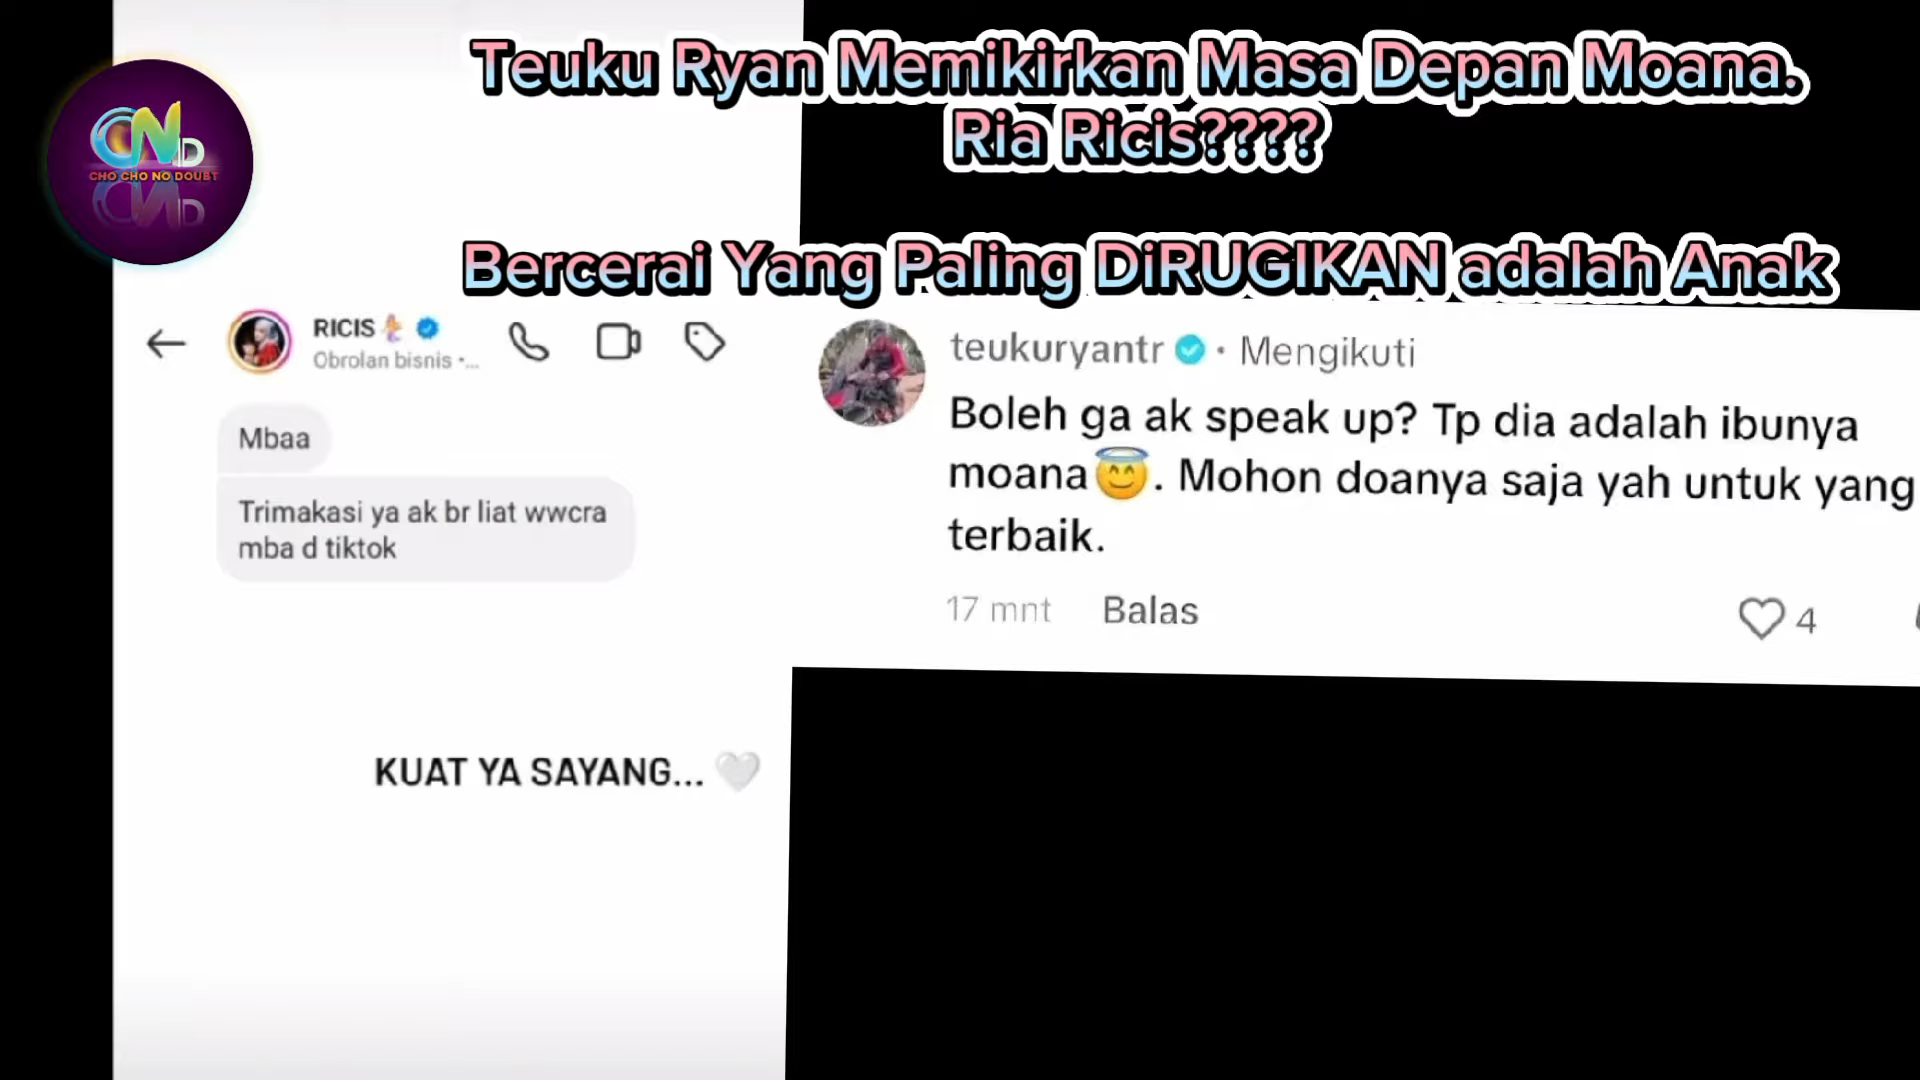 Teuku Ryan Memikirkan Masa Depan Moana.
Ria Ricis????
Bercerai Yang Paling DiRUGIKAN adalah Anak
CND
CHO CHO NO DOUBT
RICIS
Obrolan bisnis •...
Mbaa
Trimakasi ya ak br liat wwcra
mba d tiktok
KUAT YA SAYANG... 🤍
teukuryantr • Mengikuti
Boleh ga ak speak up? Tp dia adalah ibunya
moana😇. Mohon doanya saja yah untuk yang
terbaik.
17 mnt Balas
4